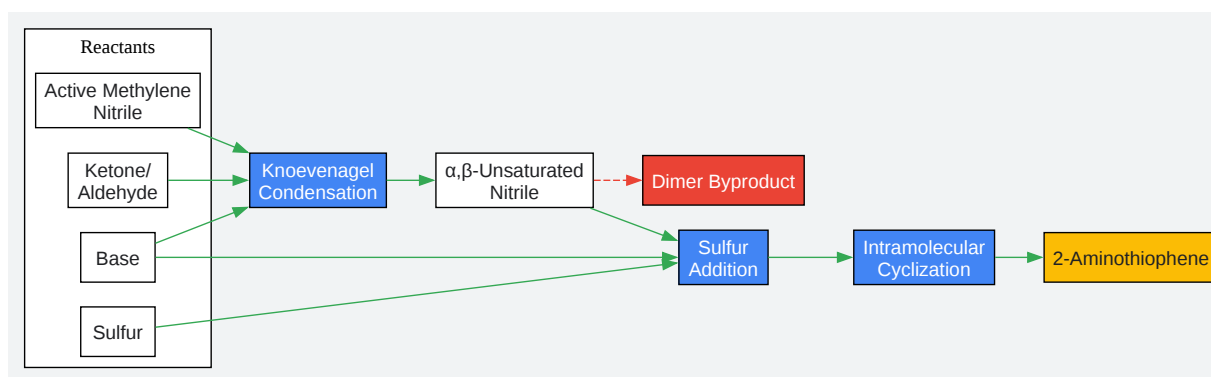 Reactants
Active Methylene
Nitrile
Ketone/
Aldehyde
Base
Sulfur
Knoevenagel
Condensation
α,β-Unsaturated
Nitrile
Dimer Byproduct
Sulfur
Addition
Intramolecular
Cyclization
2-Aminothiophene